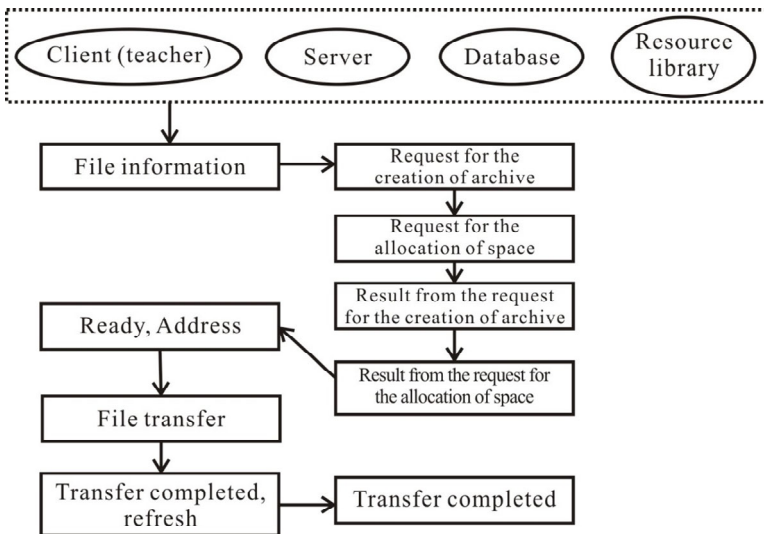 Client (teacher)
Server
Database
Resource
library
File information
Request for the
creation of archive
Request for the
allocation of space
Result from the request
for the creation of archive
Ready, Address
Result from the request for
the allocation of space
File transfer
Transfer completed,
refresh
Transfer completed